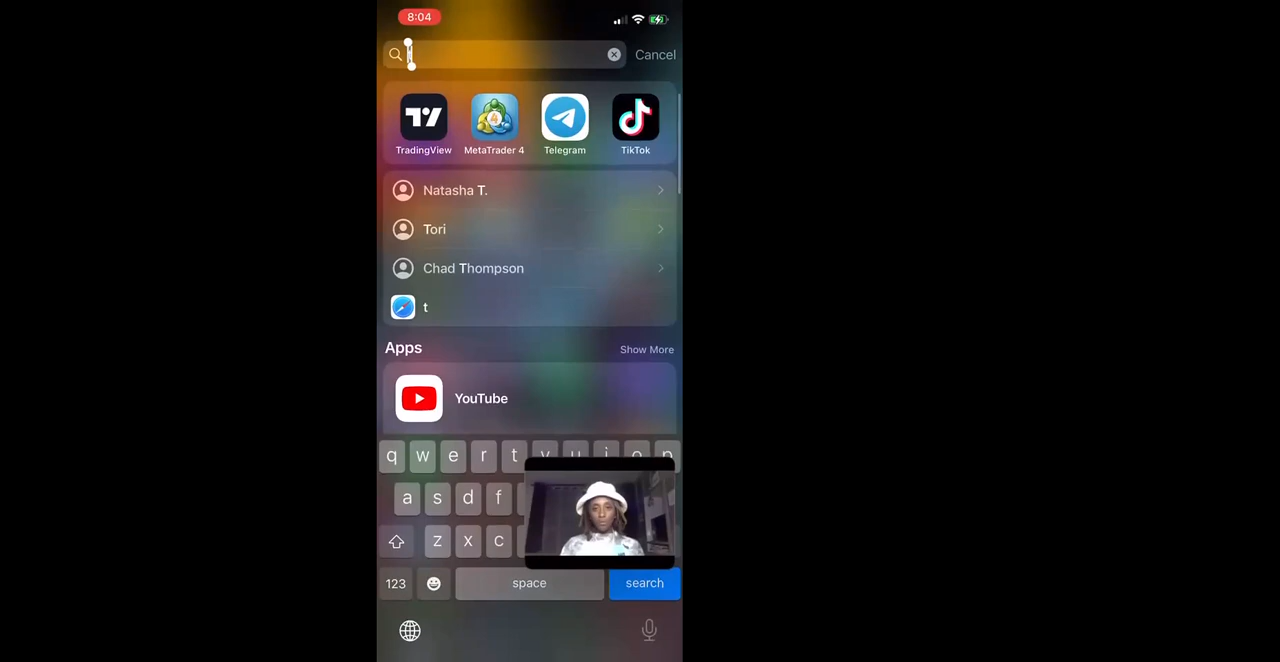 8:04
Cancel
TradingView
MetaTrader 4
Telegram
TikTok
Natasha T.
Tori
Chad Thompson
t
Apps
Show More
YouTube
q w e r t y u i o p
a s d f
z x c
123
space
search